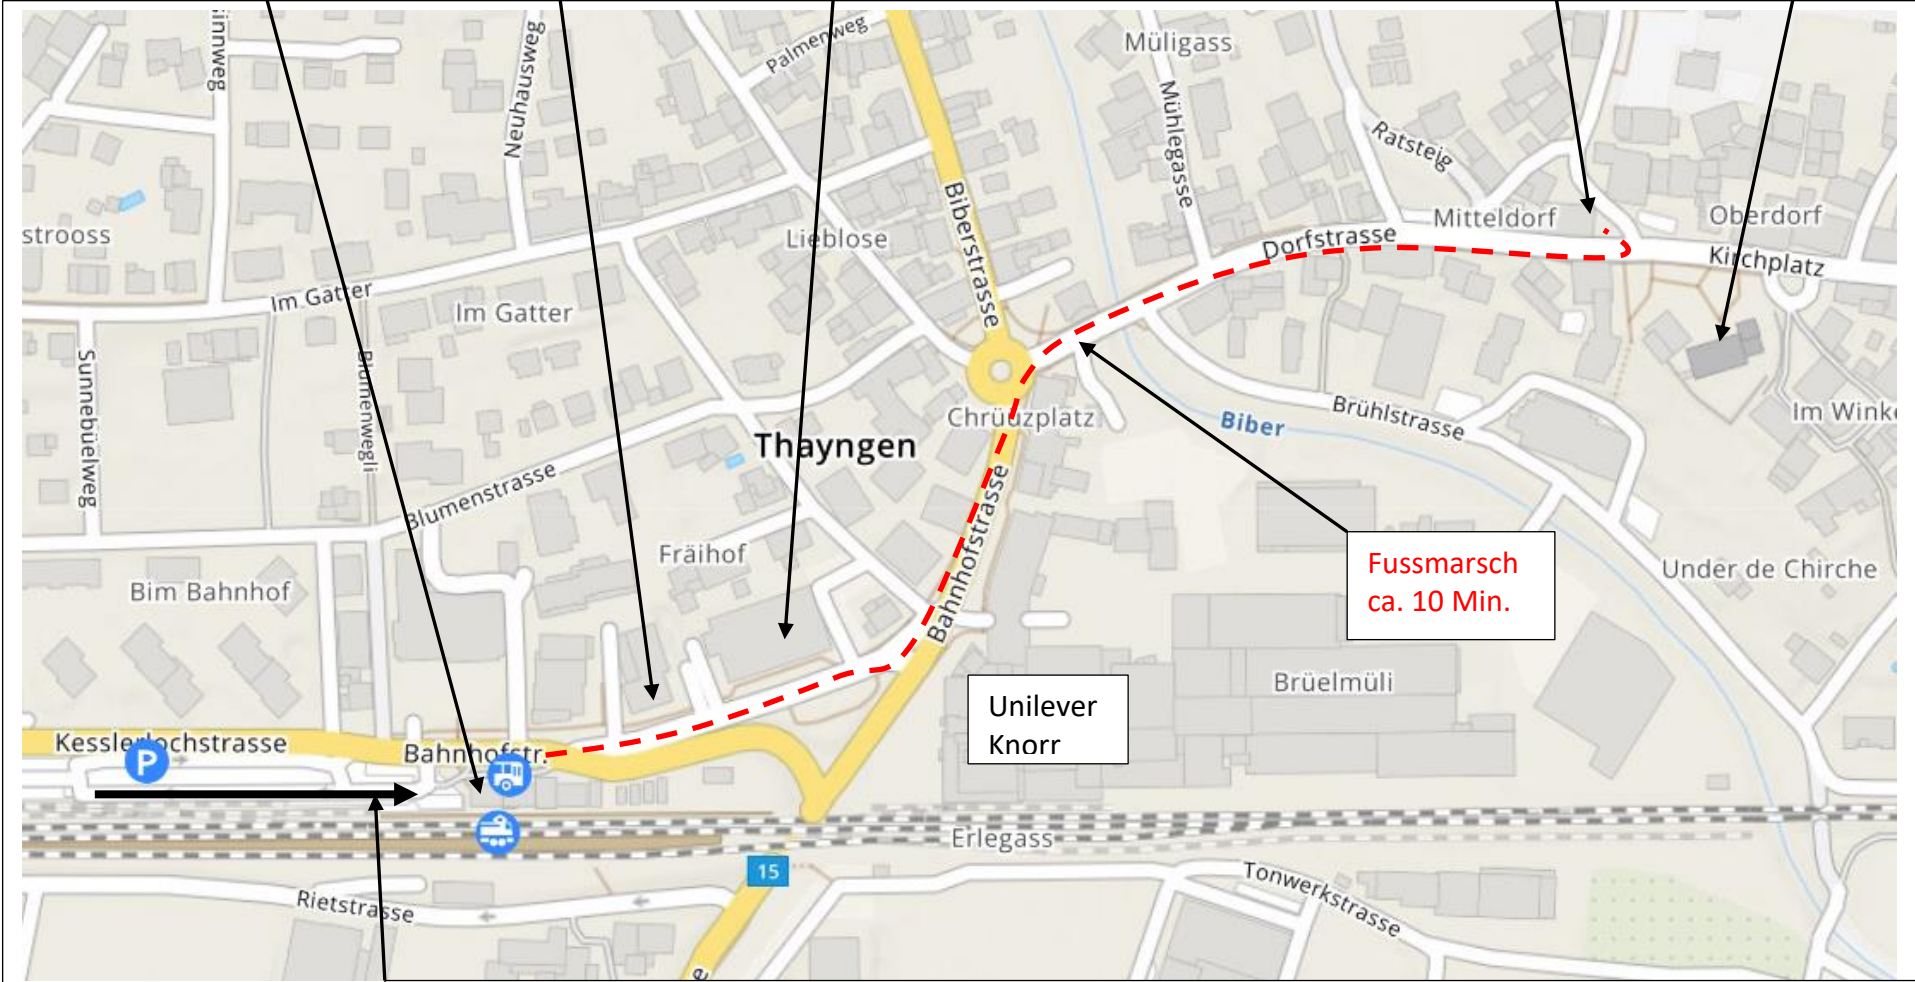 innweg
Neuhausweg
Palmenweg
Müligass
Mühlegasse
Ratsteig
Mitteldorf
Oberdorf
strooss
Lieblose
Biberstrasse
Dorfstrasse
Kirchplatz
Im Gatter
Im Gatter
Sunnebüelweg
Blumenwegli
Chrüüzplatz
Biber
Brühlstrasse
Im Winke
Thayngen
Blumenstrasse
Bahnhofstrasse
Fräihof
Bahnhofstrasse
Fussmarsch
ca. 10 Min.
Under de Chirche
Bim Bahnhof
Brüelmüli
Unilever
Knorr
Kesslerlochstrasse
P
Bahnhofstr.
Erlegass
15
Tonwerkstrasse
Rietstrasse
e